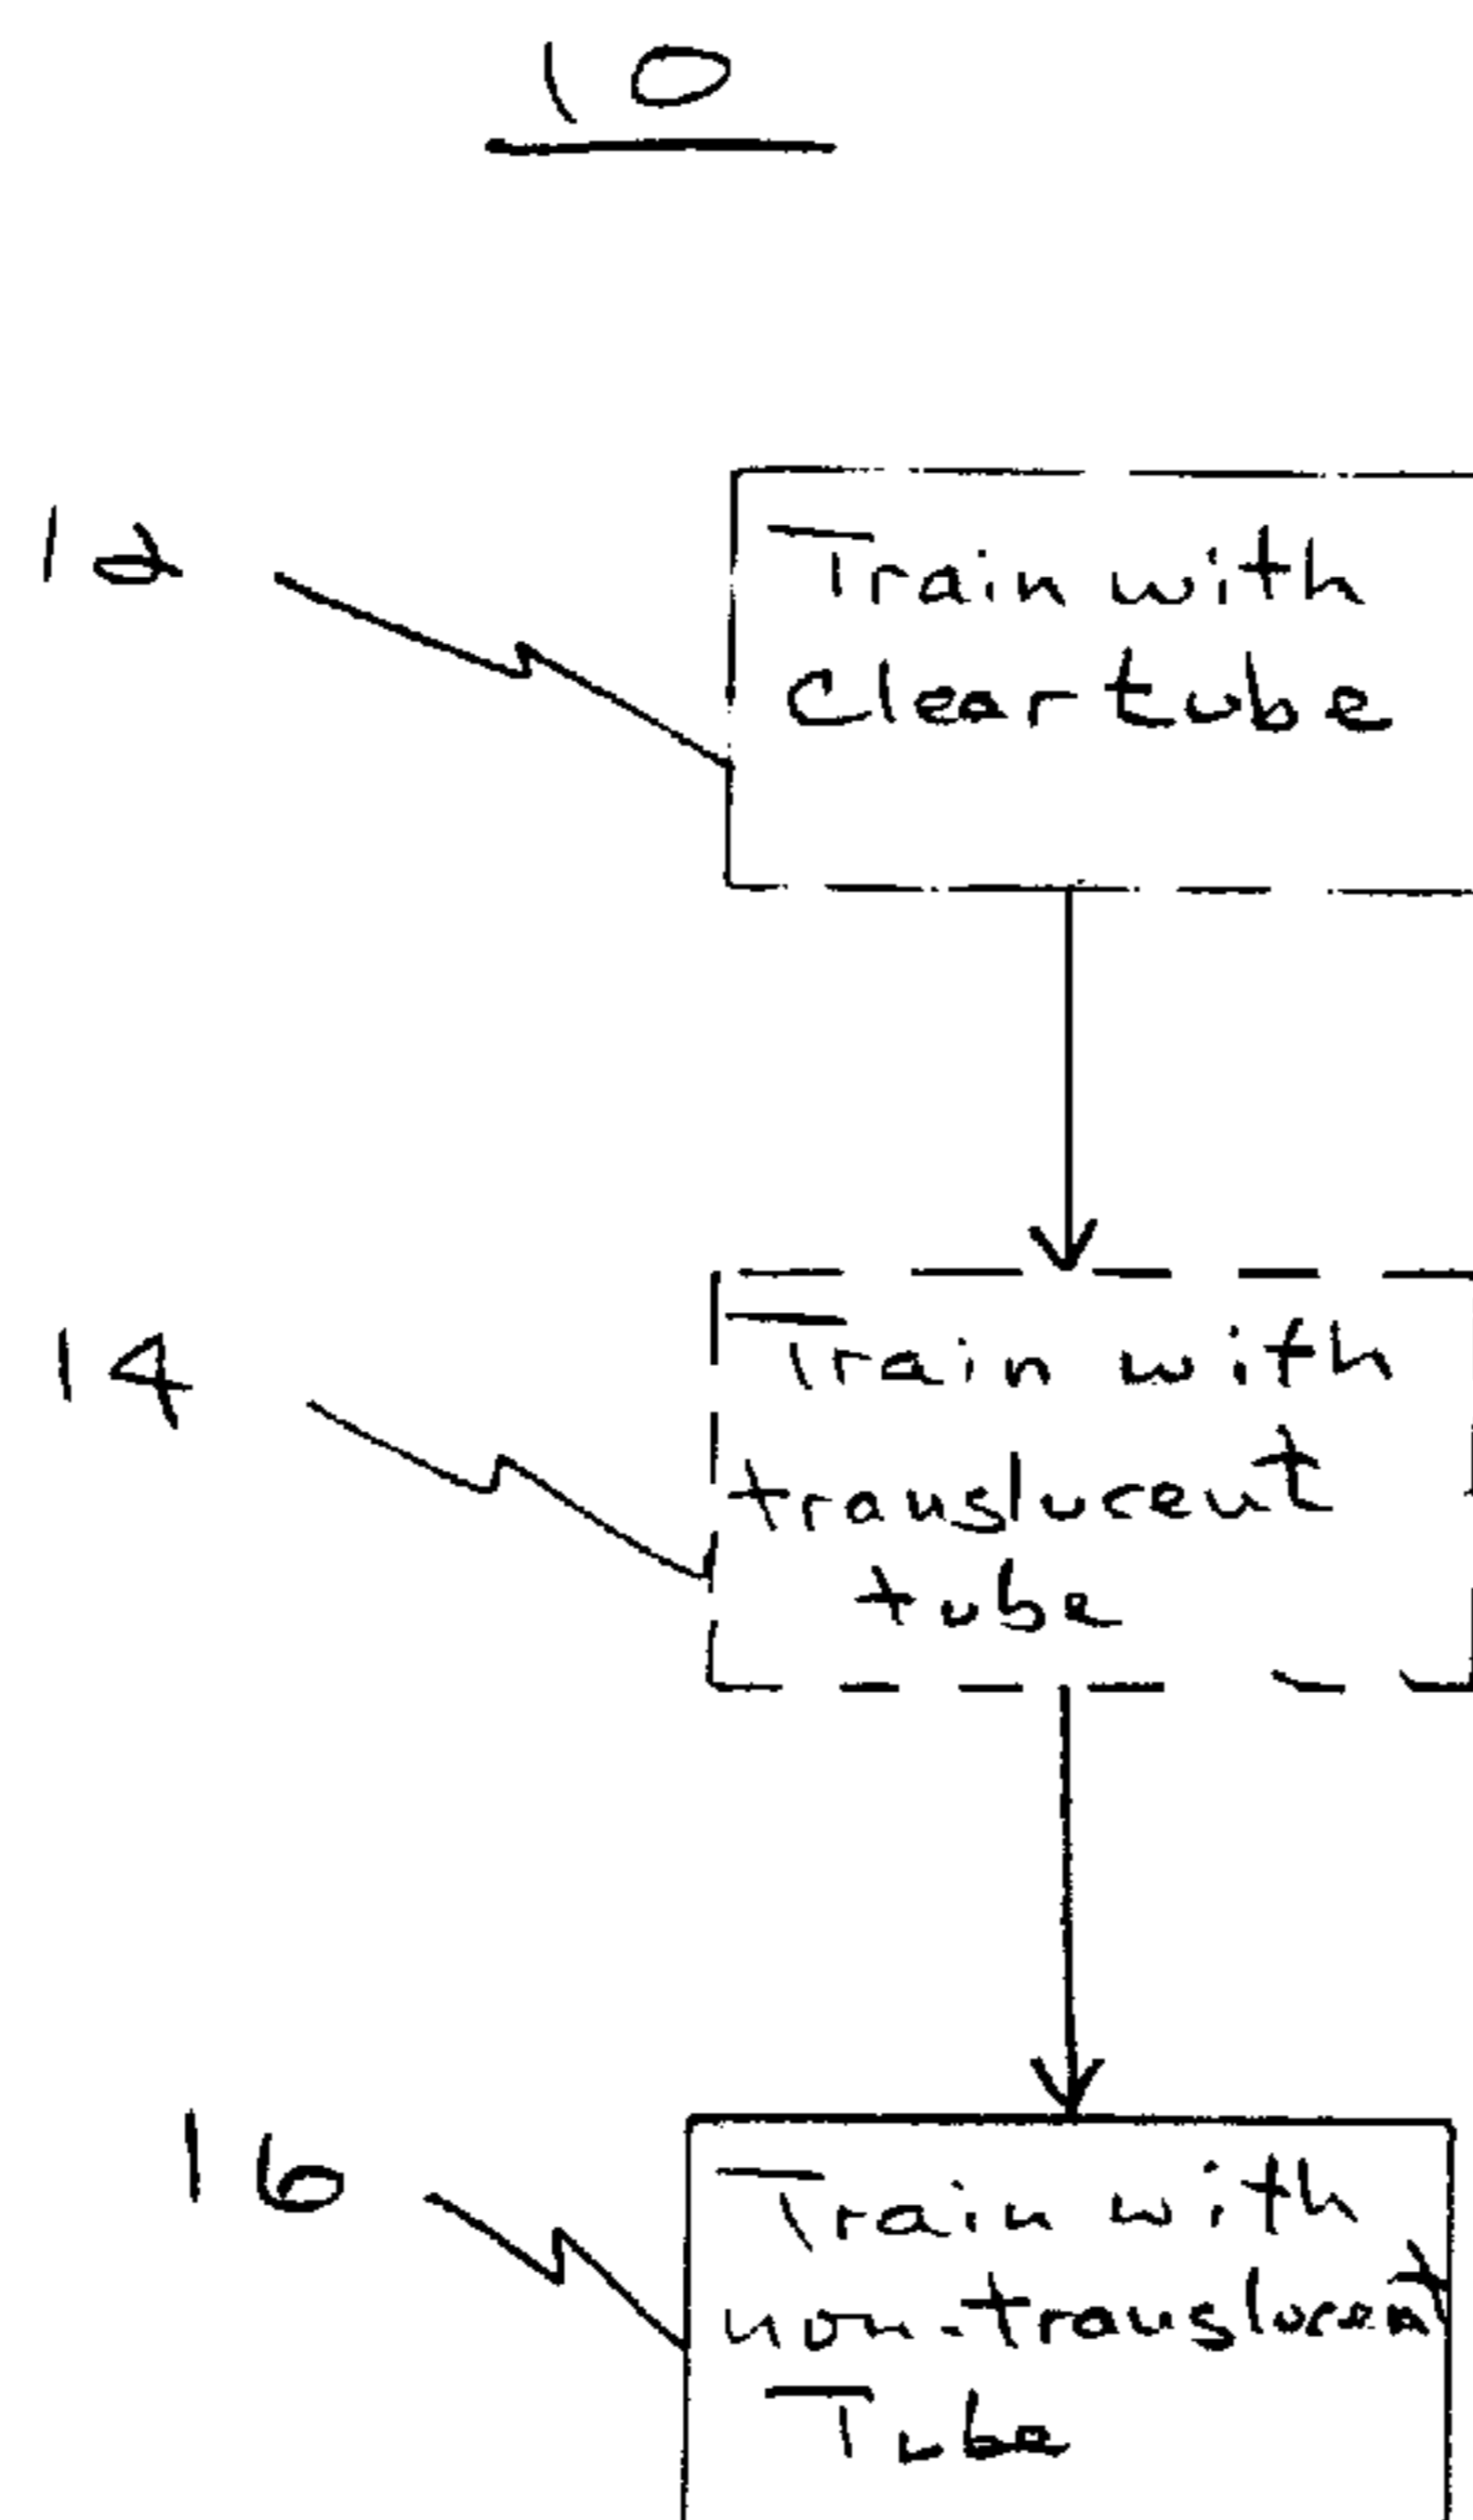 10
12
Train with
Clear tube
14
Train with
translucent
tube
16
Train with
non-translucent
Tube